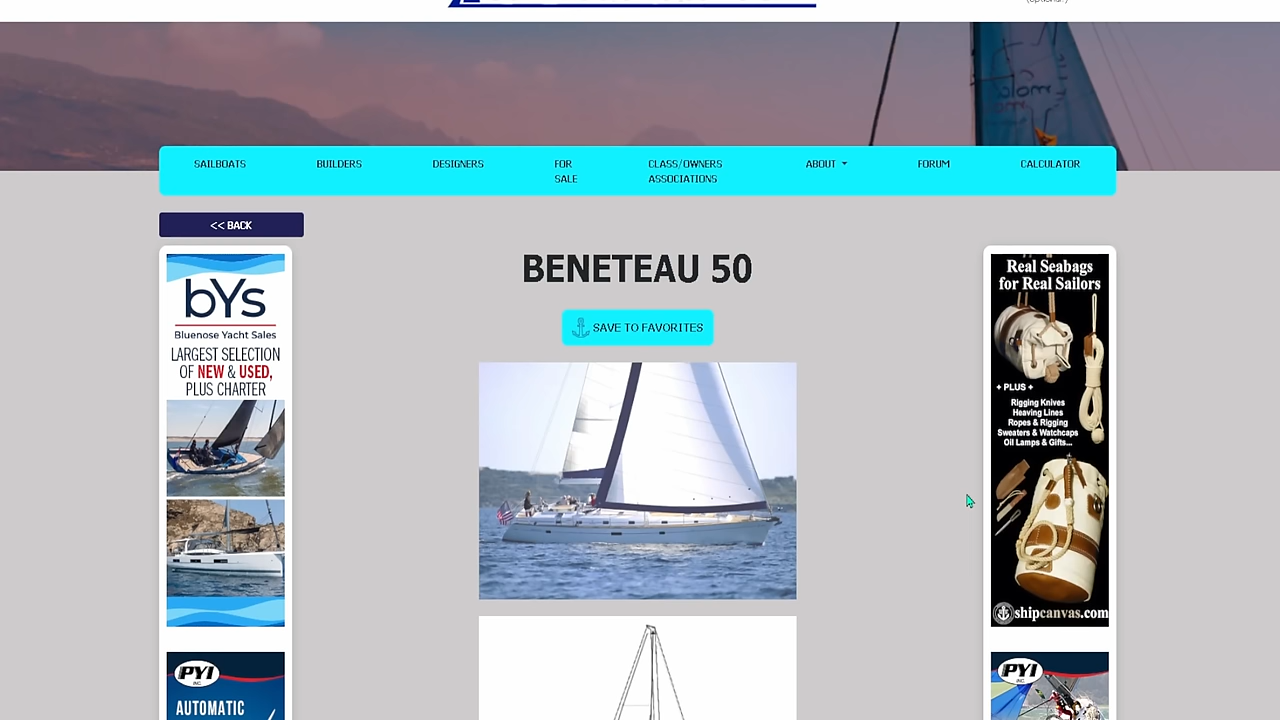 SAILBOATS
BUILDERS
DESIGNERS
FOR
SALE
CLASS/OWNERS
ASSOCIATIONS
ABOUT
FORUM
CALCULATOR
<< BACK
bYs
Bluenose Yacht Sales
LARGEST SELECTION
OF NEW & USED,
PLUS CHARTER
PYI
INC.
AUTOMATIC
BENETEAU 50
SAVE TO FAVORITES
Real Seabags
for Real Sailors
+ PLUS +
Rigging Knives
Heaving Lines
Ropes & Rigging
Sweaters & Watchcaps
Oil Lamps & Gifts...
shipcanvas.com
PYI
INC.